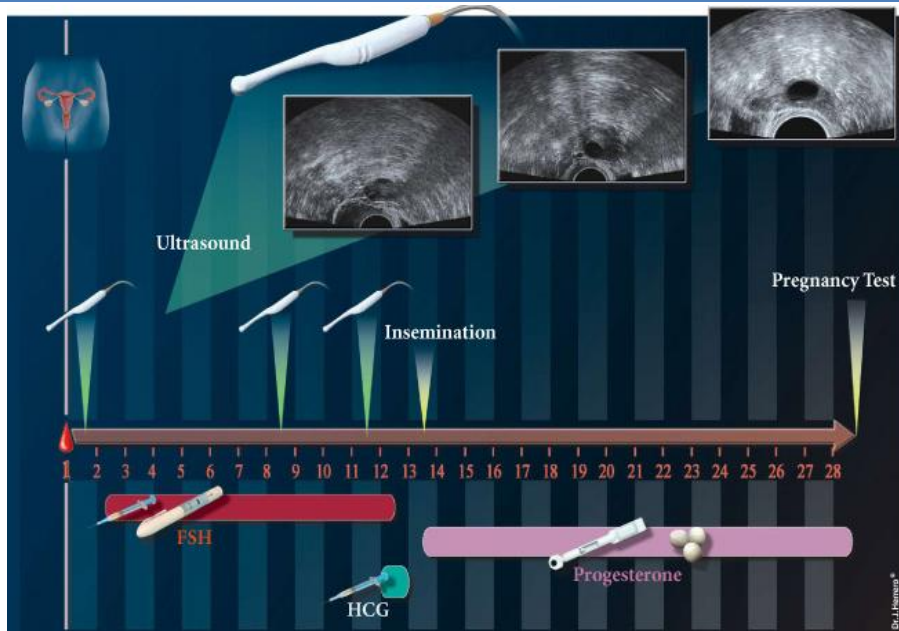 Ultrasound
Insemination
Pregnancy Test
1 2 3 4 5 6 7 8 9 10 11 12 13 14 15 16 17 18 19 20 21 22 23 24 25 26 27 28
FSH
Progesterone
HCG
Dr.J.Herrero®